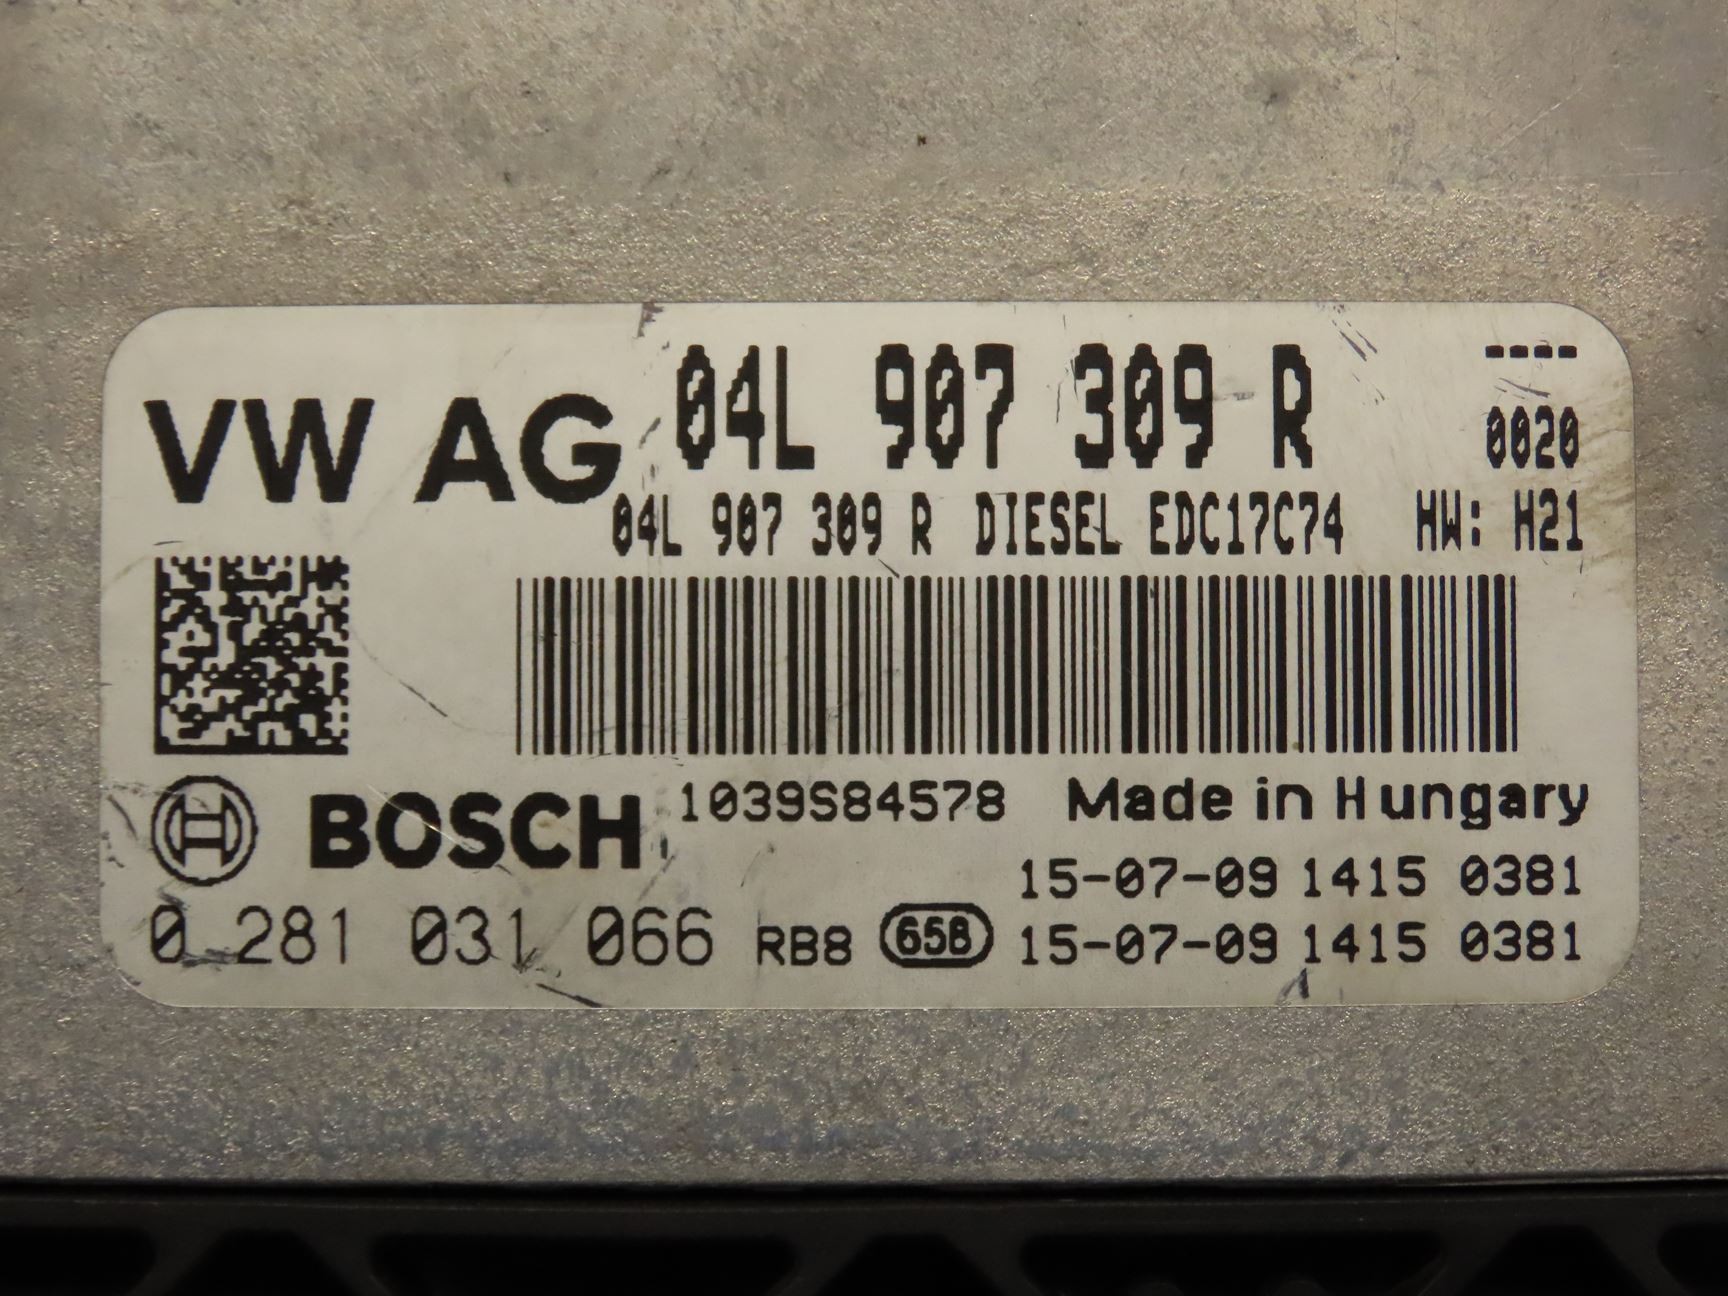 VW AG 04L 907 309 R ----
0020
04L 907 309 R DIESEL EDC17C74 HW: H21
BOSCH 1039S84578 Made in Hungary
15-07-09 1415 0381
0 281 031 066 RB8 65B 15-07-09 1415 0381